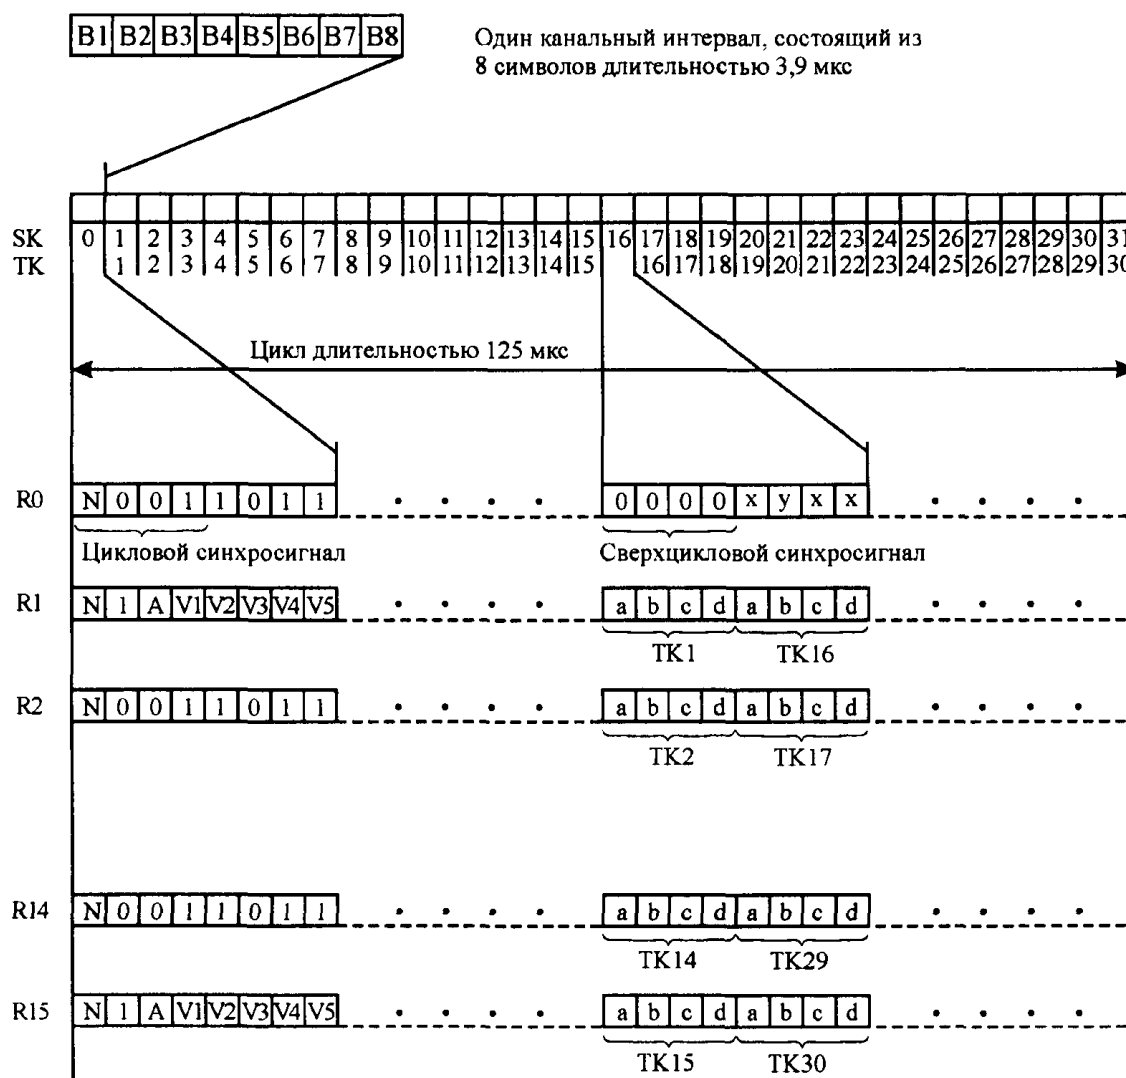 B1 B2 B3 B4 B5 B6 B7 B8
Один канальный интервал, состоящий из
8 символов длительностью 3,9 мкс
SK 0 1 2 3 4 5 6 7 8 9 10 11 12 13 14 15 16 17 18 19 20 21 22 23 24 25 26 27 28 29 30 31
TK 1 2 3 4 5 6 7 8 9 10 11 12 13 14 15 16 17 18 19 20 21 22 23 24 25 26 27 28 29 30
Цикл длительностью 125 мкс
R0 N 0 0 1 1 0 1 1 . . . . 0 0 0 0 x y x x . . . .
Цикловой синхросигнал Сверхцикловой синхросигнал
R1 N 1 A V1 V2 V3 V4 V5 . . . . a b c d a b c d . . . .
TK1 TK16
R2 N 0 0 1 1 0 1 1 . . . . a b c d a b c d . . . .
TK2 TK17
R14 N 0 0 1 1 0 1 1 . . . . a b c d a b c d . . . .
TK14 TK29
R15 N 1 A V1 V2 V3 V4 V5 . . . . a b c d a b c d . . . .
TK15 TK30